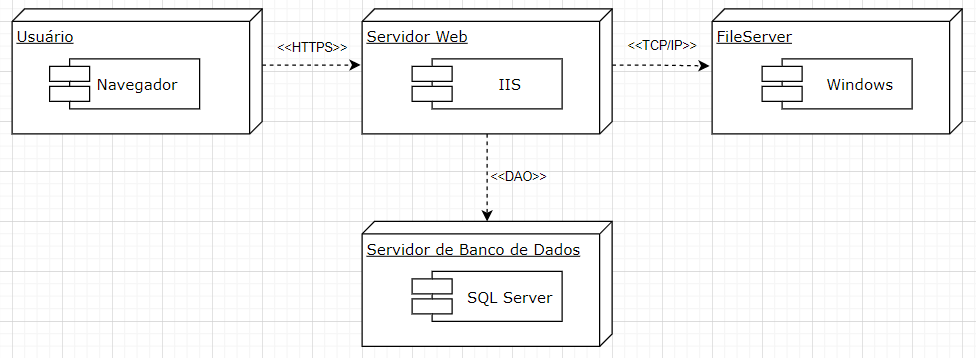 Usuário
Navegador
<<HTTPS>>
Servidor Web
IIS
<<TCP/IP>>
FileServer
Windows
<<DAO>>
Servidor de Banco de Dados
SQL Server